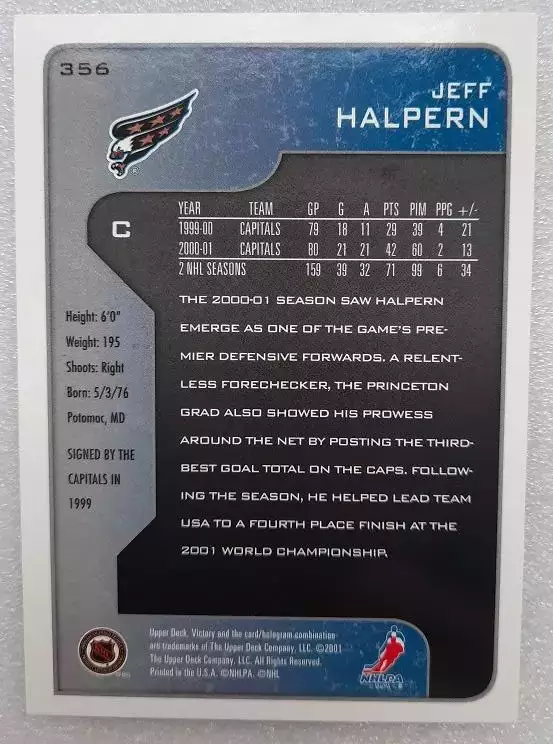 356
JEFF
HALPERN
®
C
YEAR TEAM GP G A PTS PIM PPG +/-
1999-00 CAPITALS 79 18 11 29 39 4 21
2000-01 CAPITALS 80 21 21 42 60 2 13
2 NHL SEASONS 159 39 32 71 99 6 34
Height: 6'0"
Weight: 195
Shoots: Right
Born: 5/3/76
Potomac, MD
SIGNED BY THE
CAPITALS IN
1999
THE 2000-01 SEASON SAW HALPERN
EMERGE AS ONE OF THE GAME'S PRE-
MIER DEFENSIVE FORWARDS. A RELENT-
LESS FORECHECKER, THE PRINCETON
GRAD ALSO SHOWED HIS PROWESS
AROUND THE NET BY POSTING THE THIRD-
BEST GOAL TOTAL ON THE CAPS. FOLLOW-
ING THE SEASON, HE HELPED LEAD TEAM
USA TO A FOURTH PLACE FINISH AT THE
2001 WORLD CHAMPIONSHIP.
Upper Deck, Victory and the card/hologram combination
are trademarks of The Upper Deck Company, LLC. ©2001
The Upper Deck Company, LLC. All Rights Reserved.
Printed in the U.S.A. ©NHLPA. ©NHL
NHL
NHLPA